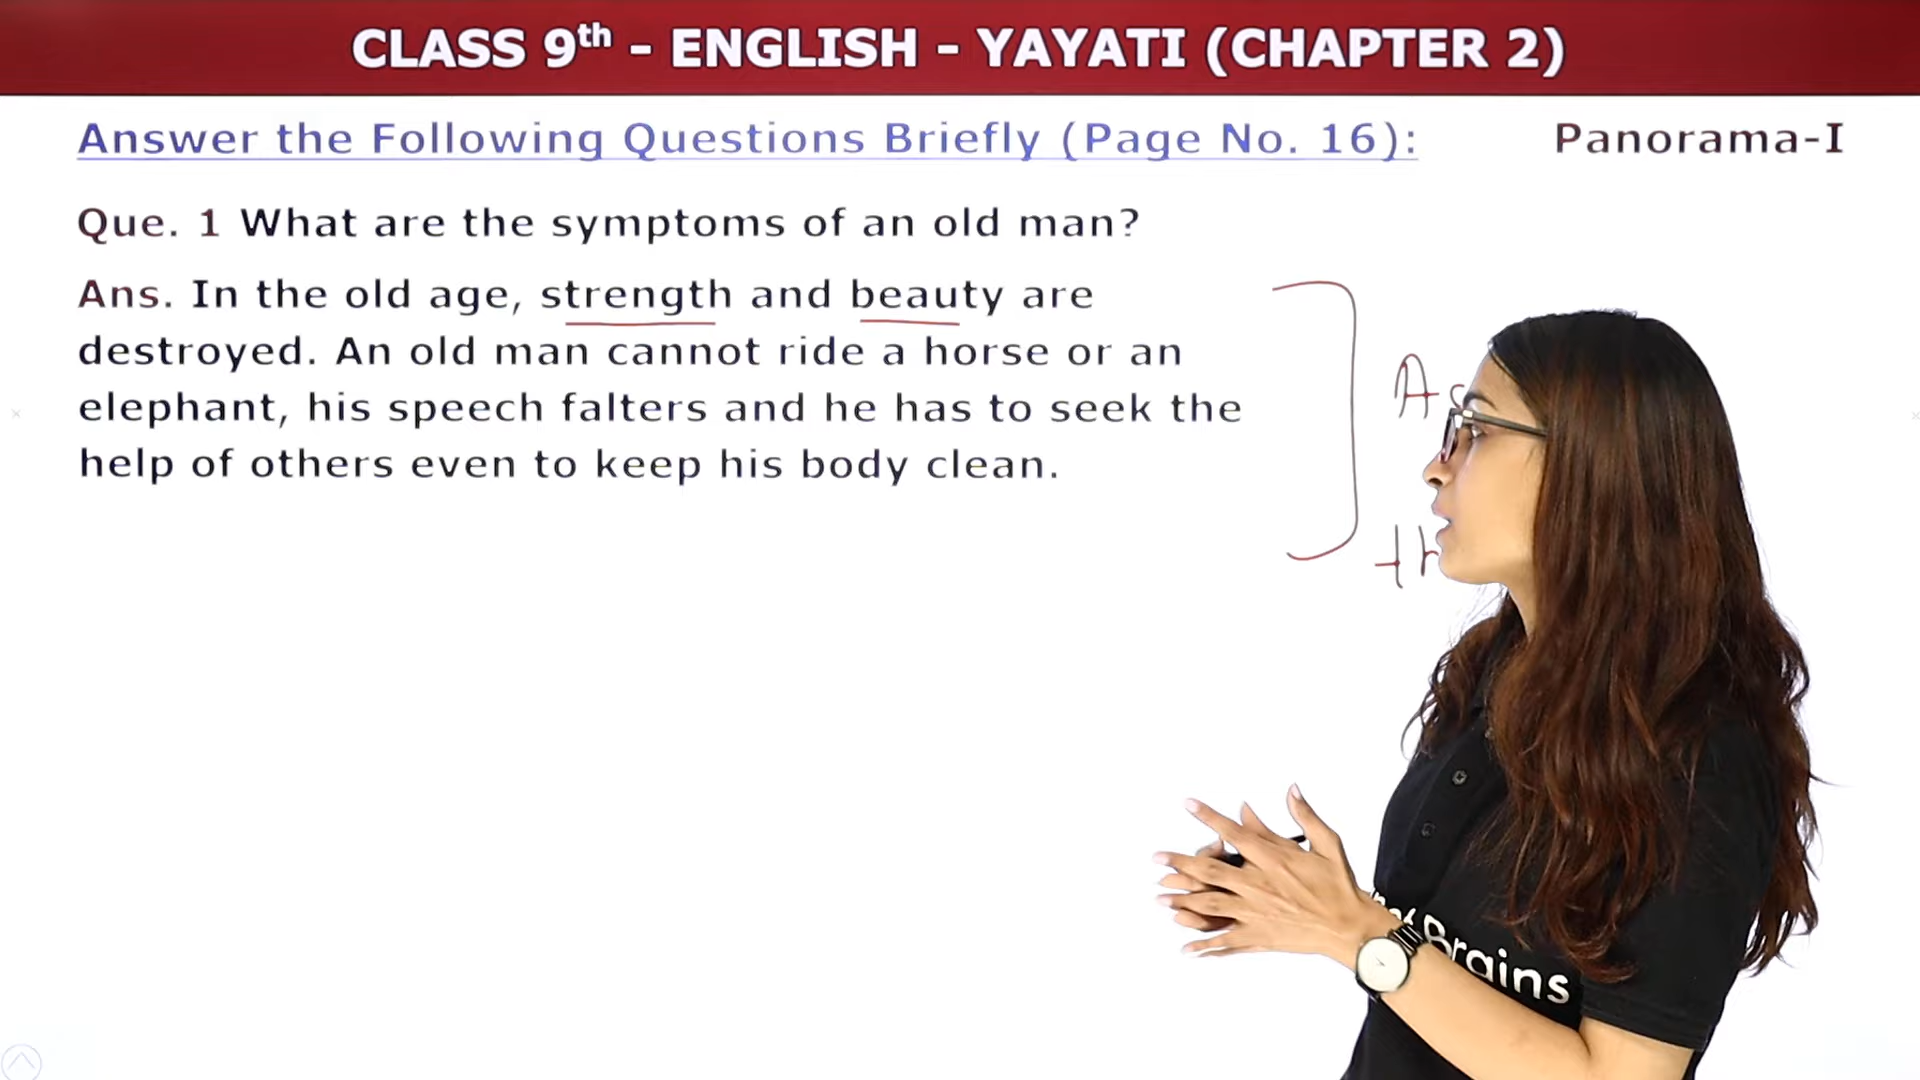 CLASS 9th - ENGLISH - YAYATI (CHAPTER 2)
Answer the Following Questions Briefly (Page No. 16):
Panorama-I
Que. 1 What are the symptoms of an old man?
Ans. In the old age, strength and beauty are
destroyed. An old man cannot ride a horse or an
elephant, his speech falters and he has to seek the
help of others even to keep his body clean.
Brains